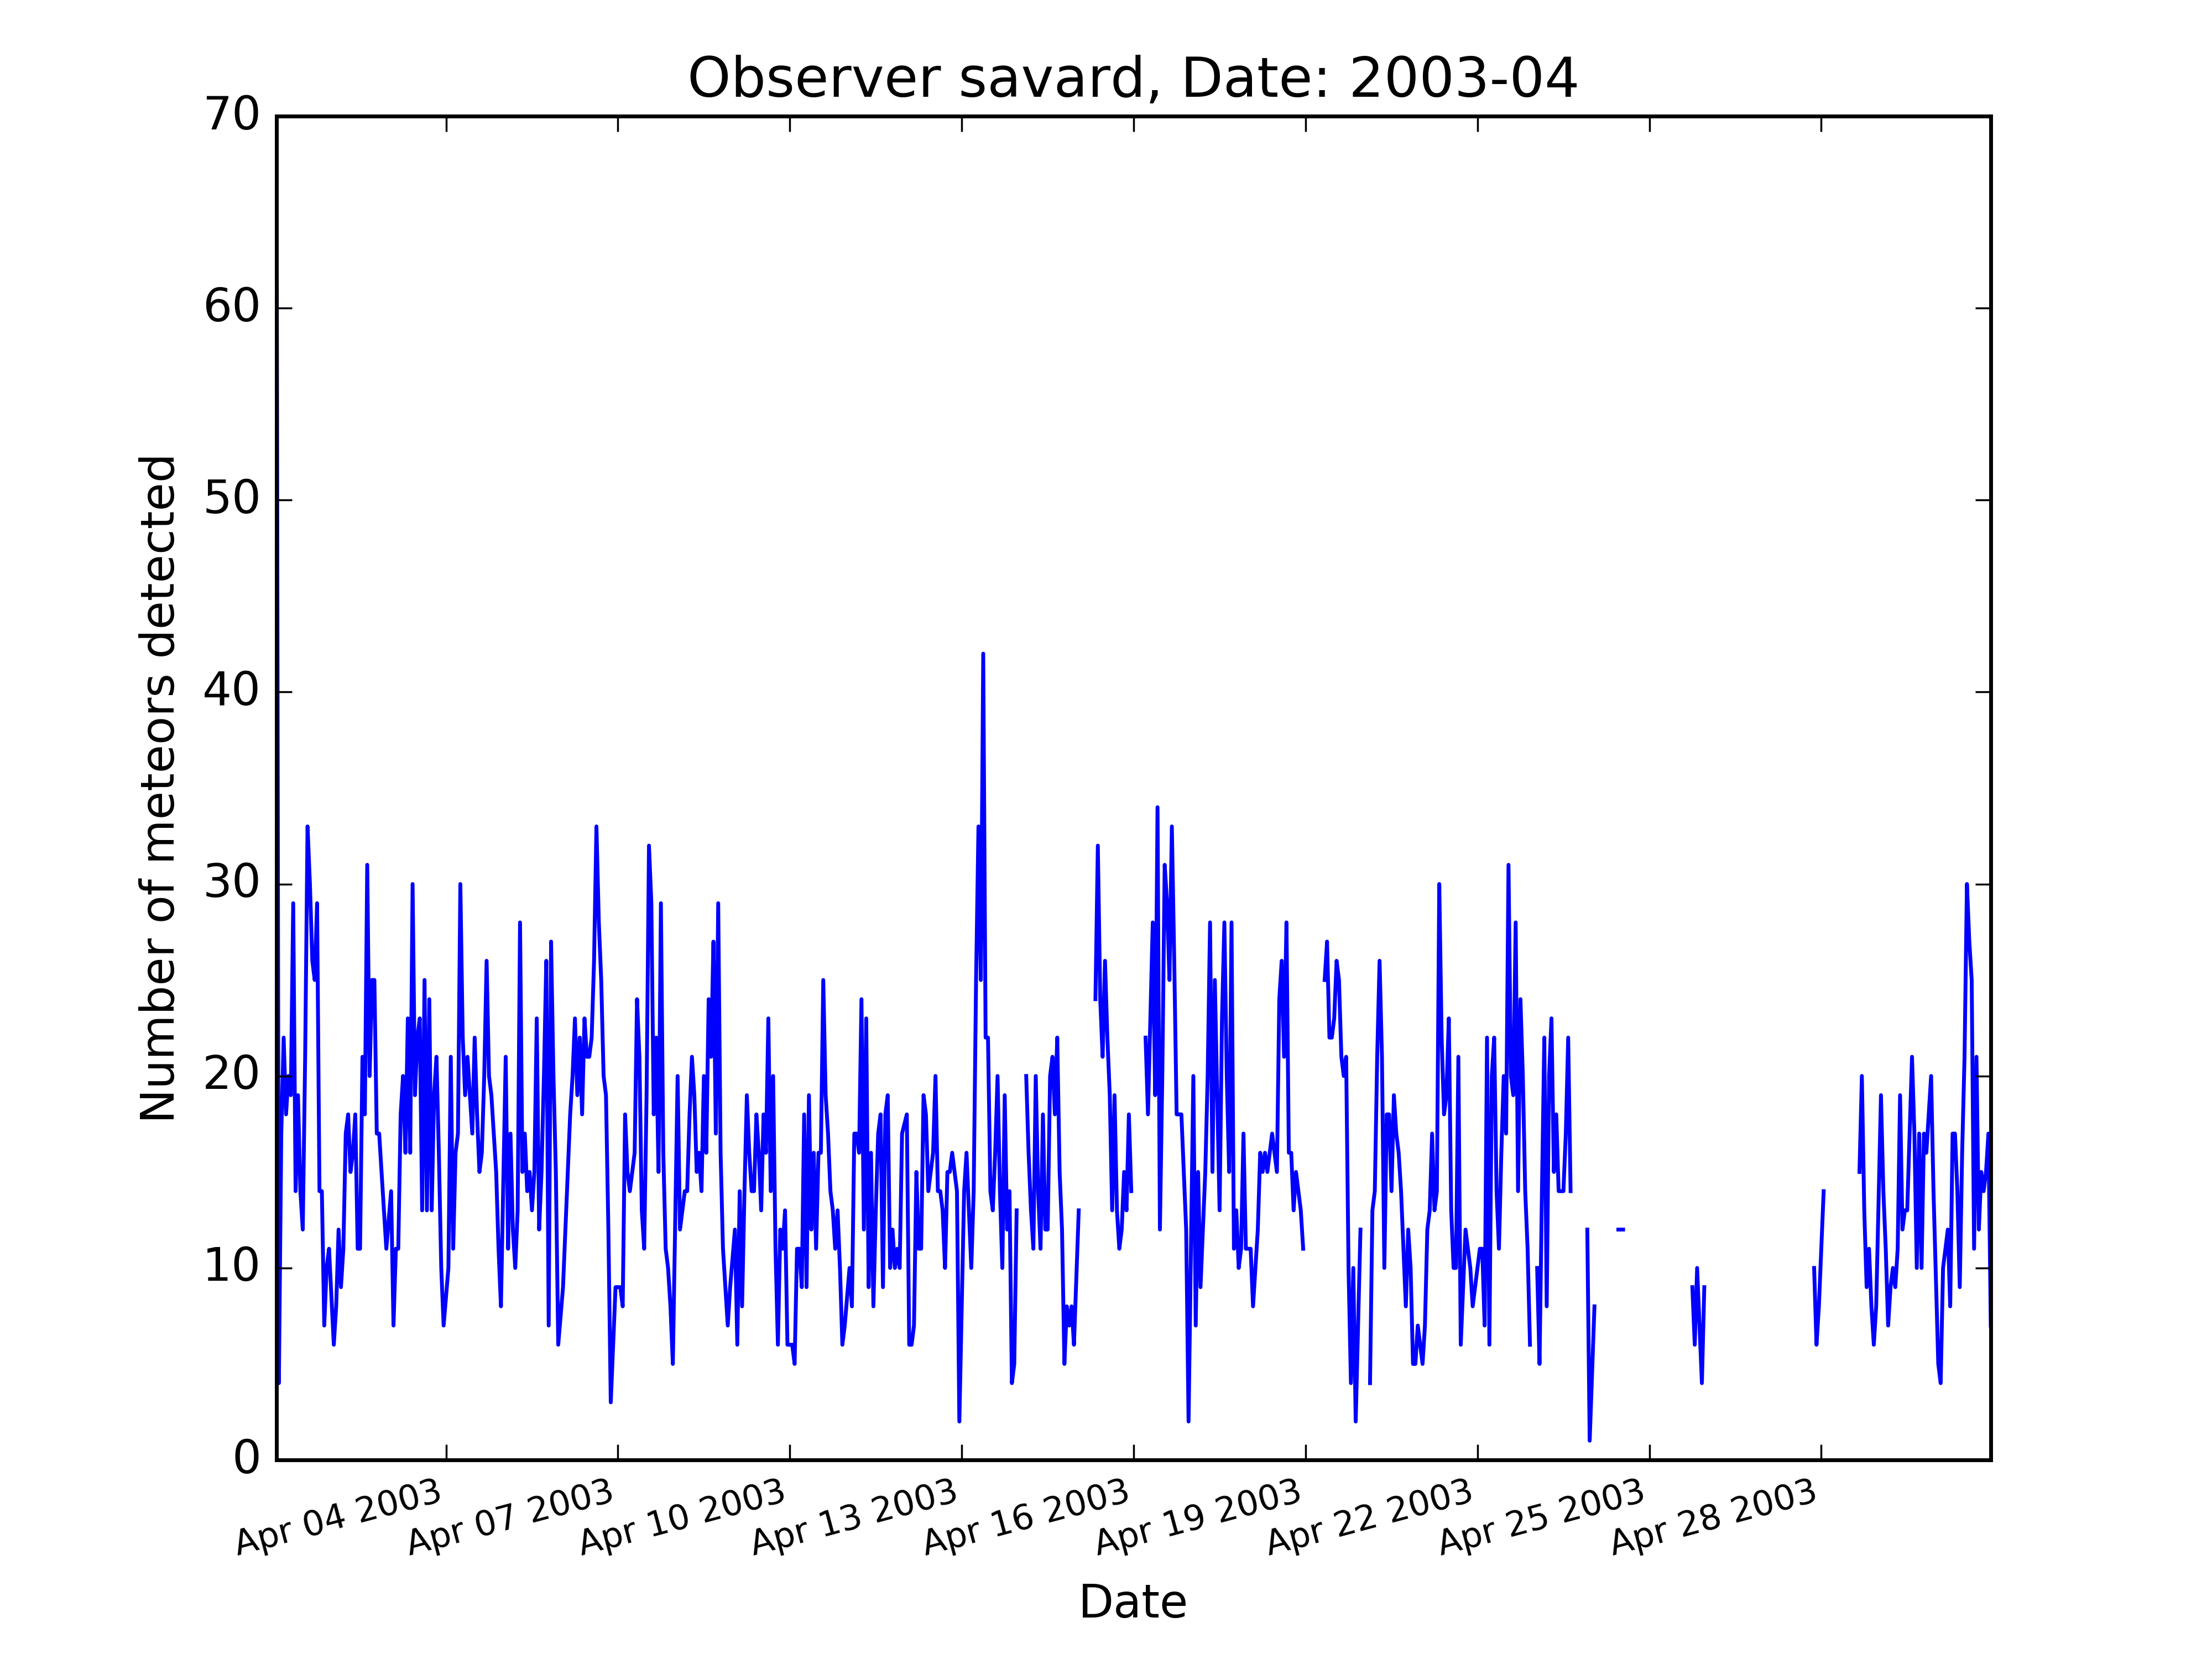 Observer savard, Date: 2003-04
70
60
50
40
30
20
10
0
Number of meteors detected
Apr 04 2003
Apr 07 2003
Apr 10 2003
Apr 13 2003
Apr 16 2003
Apr 19 2003
Apr 22 2003
Apr 25 2003
Apr 28 2003
Date